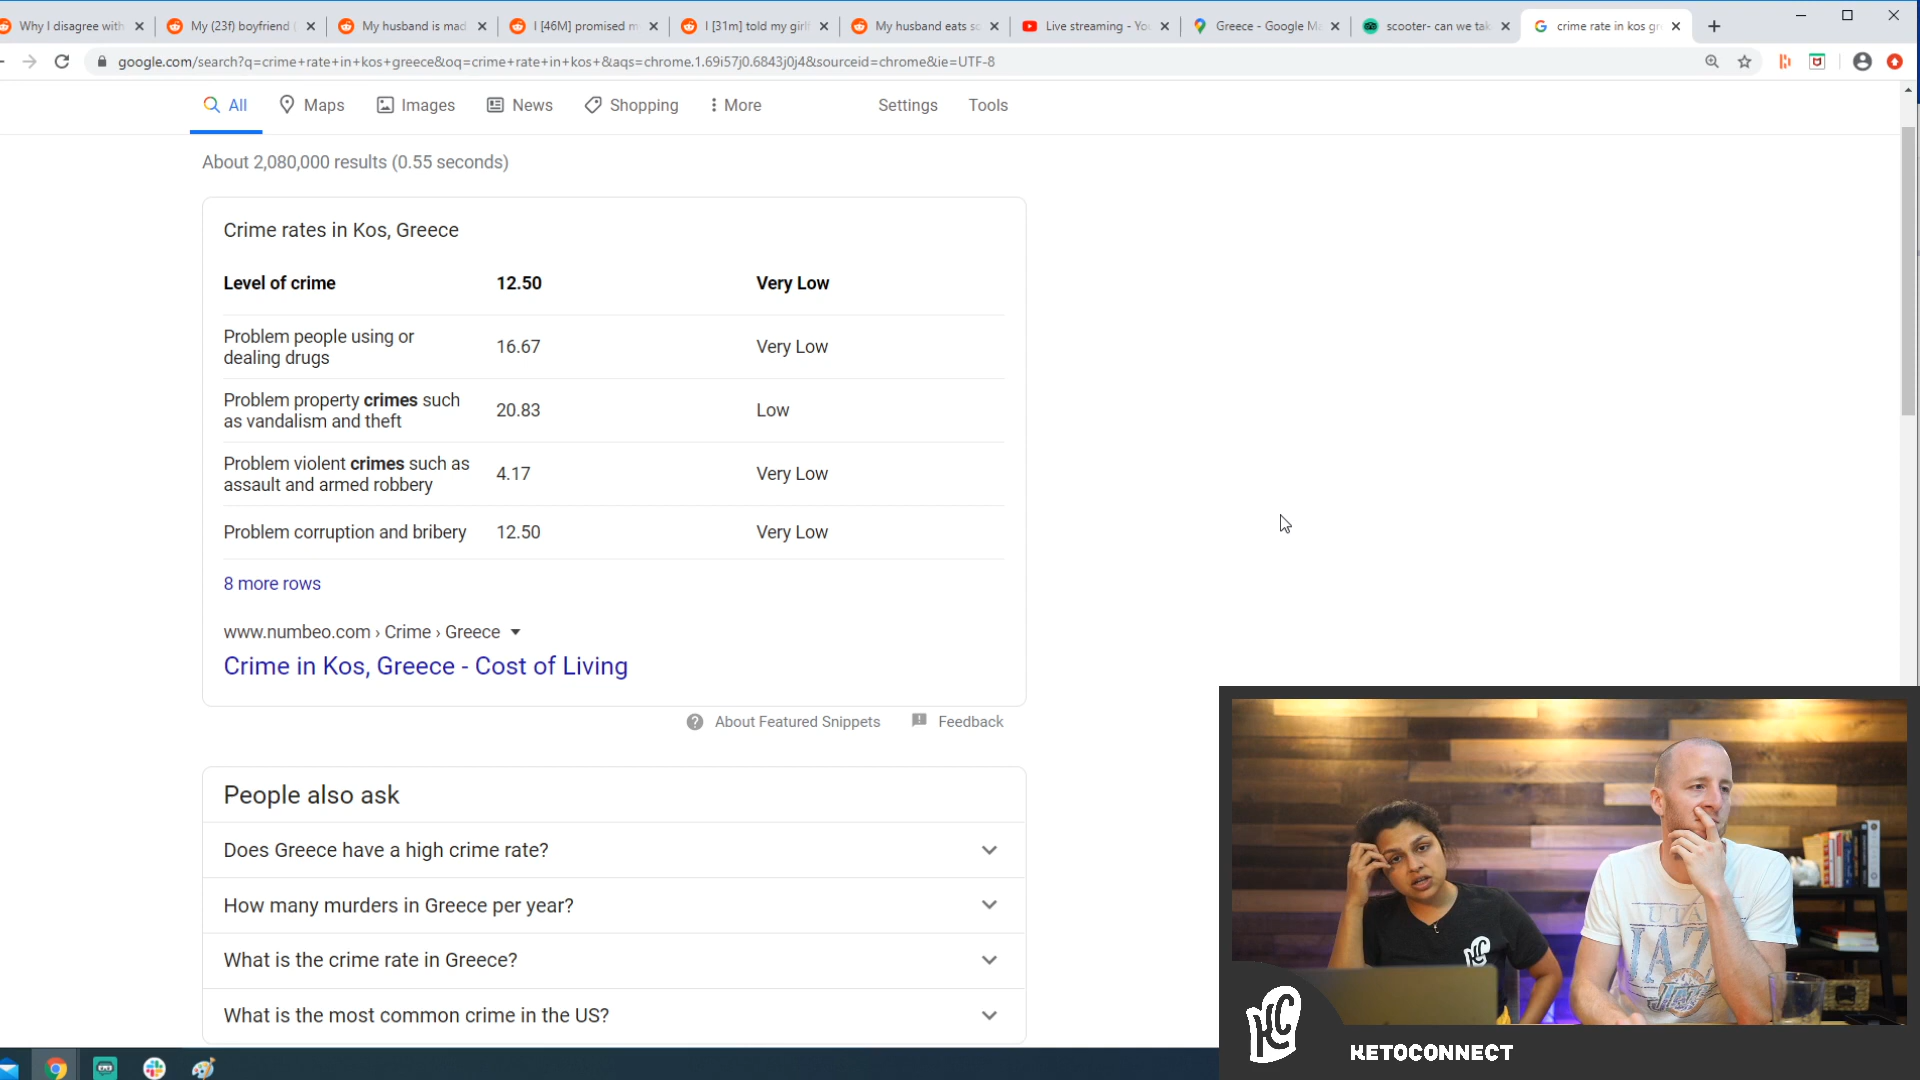 Why I disagree with
My (23f) boyfriend
My husband is mad
I [46M] promised m
I [31m] told my girlf
My husband eats sc
Live streaming - You
Greece - Google Ma
scooter- can we tak
crime rate in kos gr
google.com/search?q=crime+rate+in+kos+greece&oq=crime+rate+in+kos+&aqs=chrome.1.69i57j0.6843j0j4&sourceid=chrome&ie=UTF-8
All Maps Images News Shopping More Settings Tools
About 2,080,000 results (0.55 seconds)
Crime rates in Kos, Greece
Level of crime 12.50 Very Low
Problem people using or
dealing drugs 16.67 Very Low
Problem property crimes such
as vandalism and theft 20.83 Low
Problem violent crimes such as
assault and armed robbery 4.17 Very Low
Problem corruption and bribery 12.50 Very Low
8 more rows
www.numbeo.com › Crime › Greece
Crime in Kos, Greece - Cost of Living
About Featured Snippets Feedback
People also ask
Does Greece have a high crime rate?
How many murders in Greece per year?
What is the crime rate in Greece?
What is the most common crime in the US?
KC
UTA
JAZZ
KC
KETOCONNECT